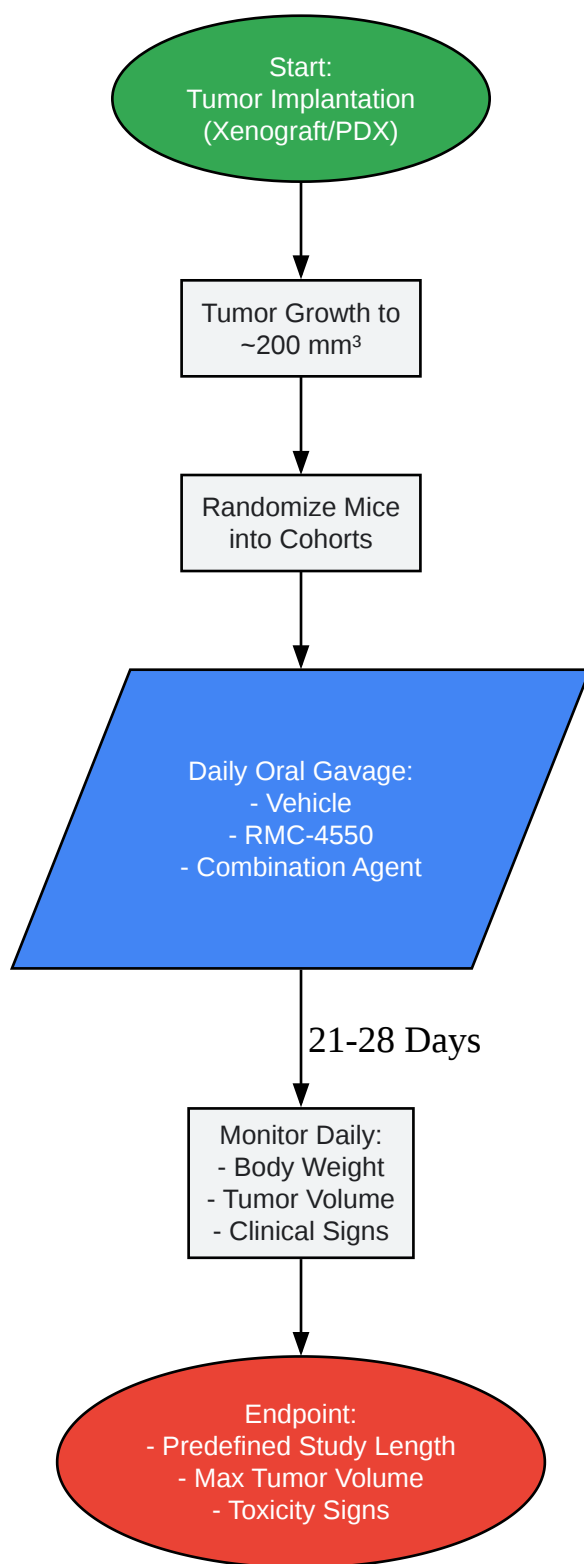 Start:
Tumor Implantation
(Xenograft/PDX)
Tumor Growth to
~200 mm³
Randomize Mice
into Cohorts
Daily Oral Gavage:
- Vehicle
- RMC-4550
- Combination Agent
21-28 Days
Monitor Daily:
- Body Weight
- Tumor Volume
- Clinical Signs
Endpoint:
- Predefined Study Length
- Max Tumor Volume
- Toxicity Signs